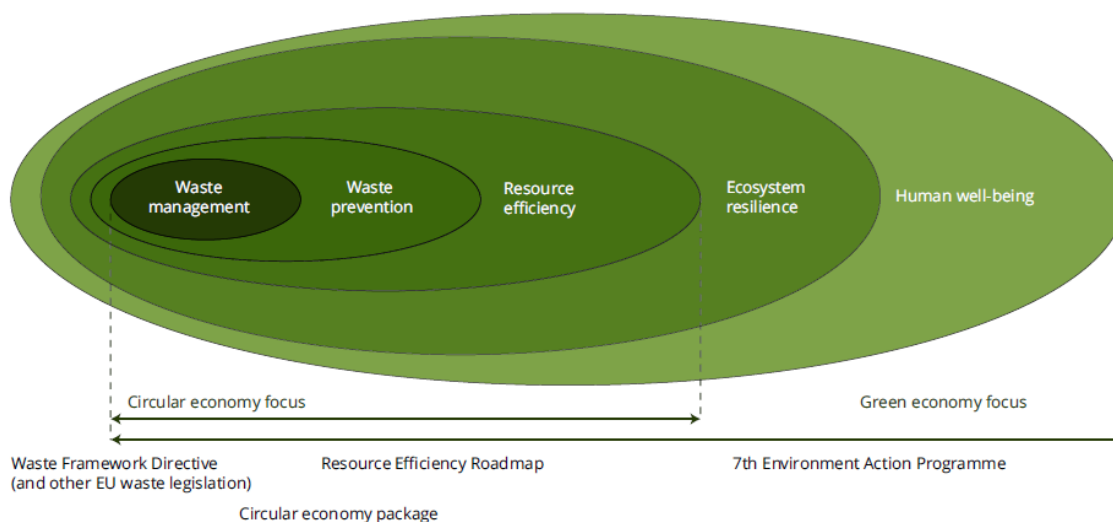 Waste
management
Waste
prevention
Resource
efficiency
Ecosystem
resilience
Human well-being
Circular economy focus
Green economy focus
Waste Framework Directive
(and other EU waste legislation)
Resource Efficiency Roadmap
7th Environment Action Programme
Circular economy package